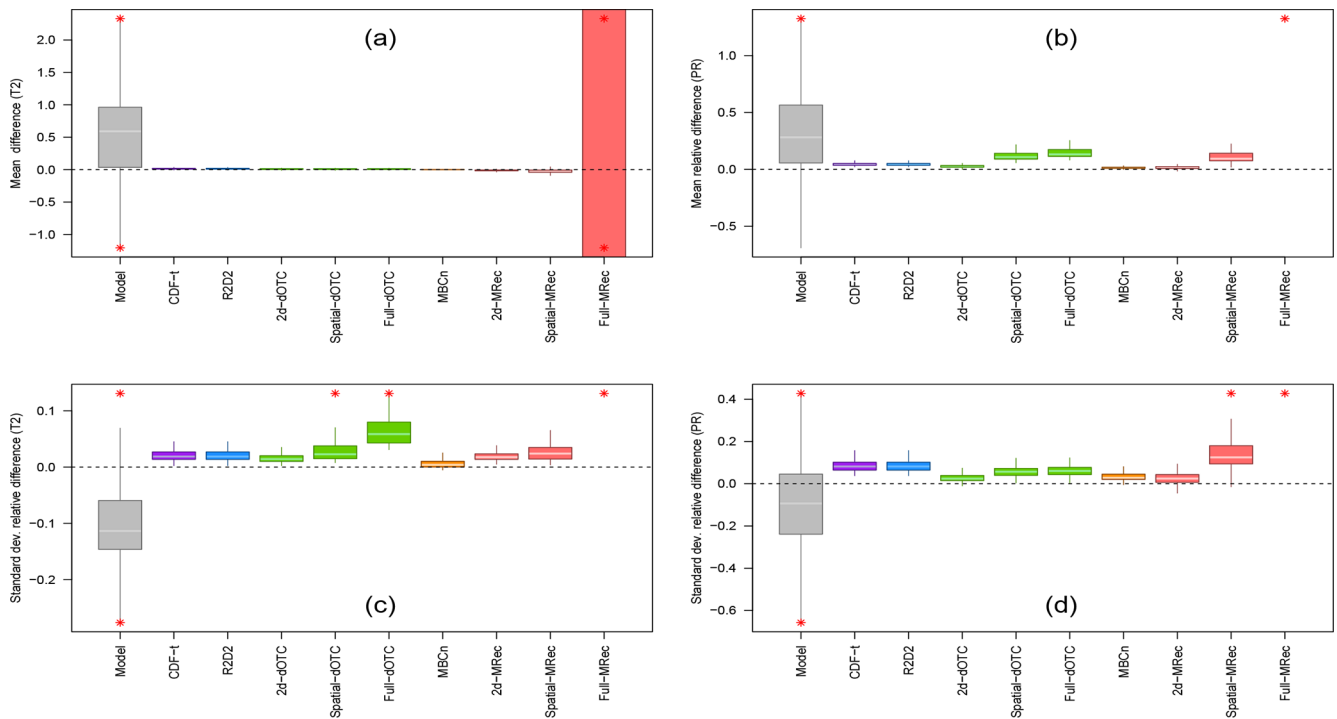 (a)
Mean difference (T2)
2.0
1.5
1.0
0.5
0.0
−0.5
−1.0
Model
CDF−t
R2D2
2d−dOTC
Spatial−dOTC
Full−dOTC
MBCn
2d−MRec
Spatial−MRec
Full−MRec
(b)
Mean relative difference (PR)
1.0
0.5
0.0
−0.5
Model
CDF−t
R2D2
2d−dOTC
Spatial−dOTC
Full−dOTC
MBCn
2d−MRec
Spatial−MRec
Full−MRec
(c)
Standard dev. relative difference (T2)
0.1
0.0
−0.1
−0.2
Model
CDF−t
R2D2
2d−dOTC
Spatial−dOTC
Full−dOTC
MBCn
2d−MRec
Spatial−MRec
Full−MRec
(d)
Standard dev. relative difference (PR)
0.4
0.2
0.0
−0.2
−0.4
−0.6
Model
CDF−t
R2D2
2d−dOTC
Spatial−dOTC
Full−dOTC
MBCn
2d−MRec
Spatial−MRec
Full−MRec